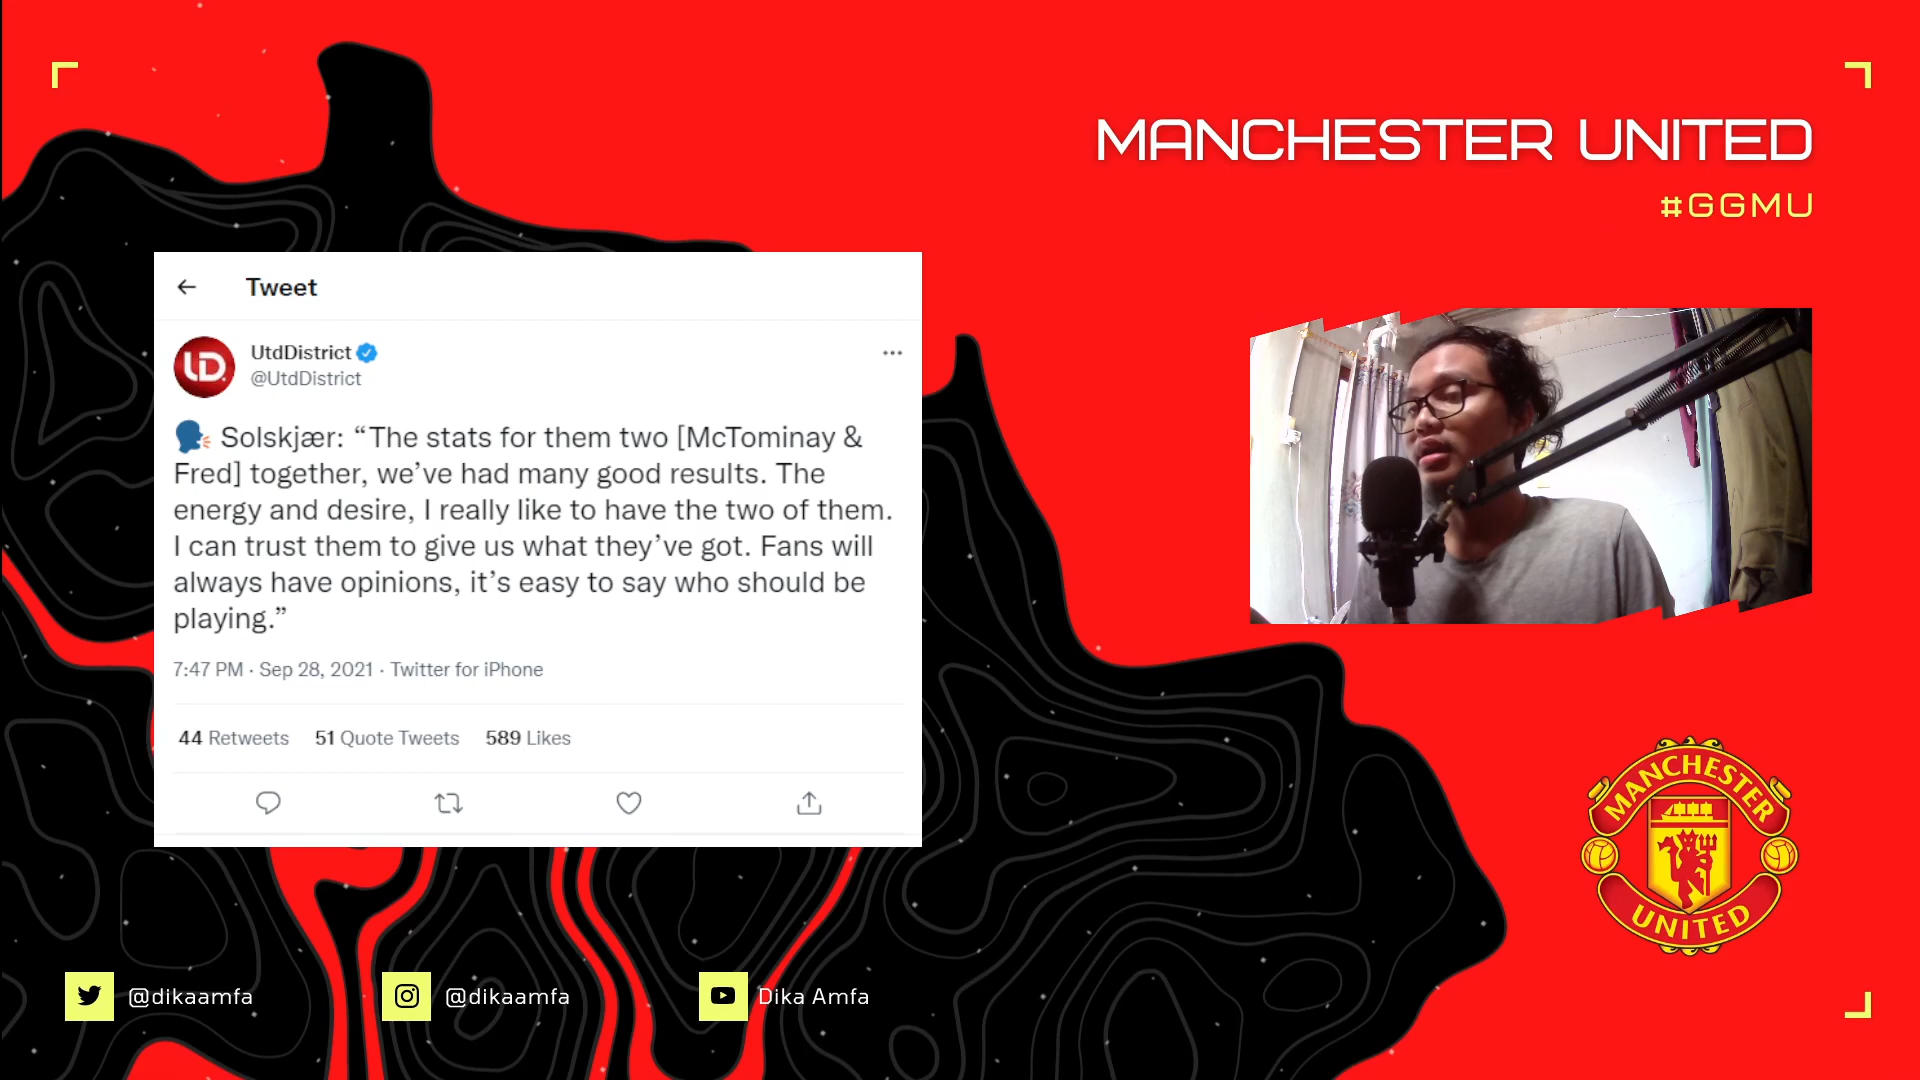 MANCHESTER UNITED
#GGMU
Tweet
UD.
UtdDistrict
@UtdDistrict
Solskjær: “The stats for them two [McTominay &
Fred] together, we’ve had many good results. The
energy and desire, I really like to have the two of them.
I can trust them to give us what they’ve got. Fans will
always have opinions, it’s easy to say who should be
playing.”
7:47 PM · Sep 28, 2021 · Twitter for iPhone
44 Retweets 51 Quote Tweets 589 Likes
MANCHESTER
UNITED
@dikaamfa @dikaamfa Dika Amfa